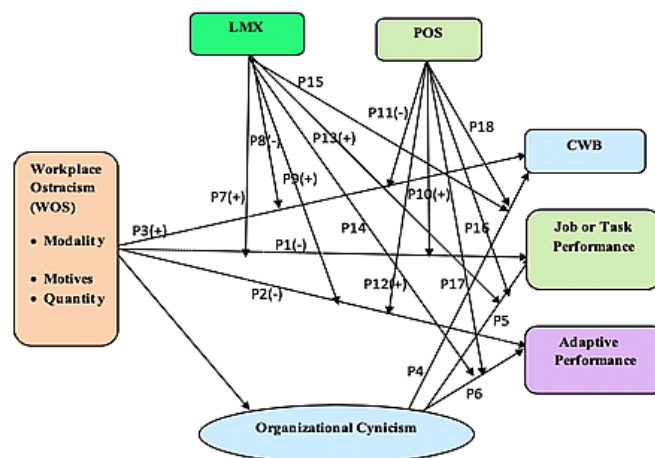 LMX
POS
P15
P11(-)
P18
P8(-)
P13(+)
CWB
Workplace
Ostracism
(WOS)
• Modality
• Motives
• Quantity
P9(+)
P10(+)
P7(+)
P3(+)
P14
P16
Job or Task
Performance
P1(-)
P12(+)
P17
P2(-)
P5
Adaptive
Performance
P4
P6
Organizational Cynicism